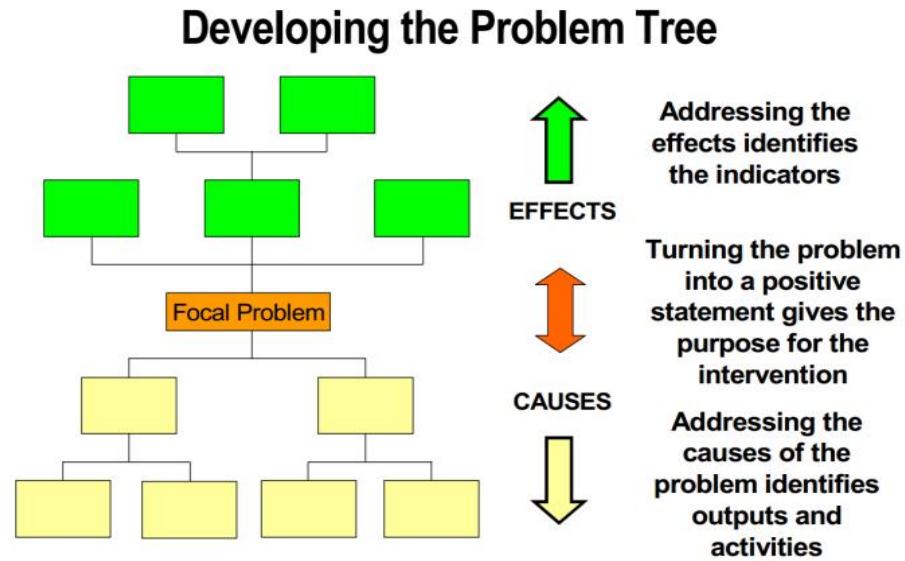 Developing the Problem Tree
Addressing the
effects identifies
the indicators
EFFECTS
Turning the problem
into a positive
statement gives the
purpose for the
intervention
Focal Problem
CAUSES
Addressing the
causes of the
problem identifies
outputs and
activities